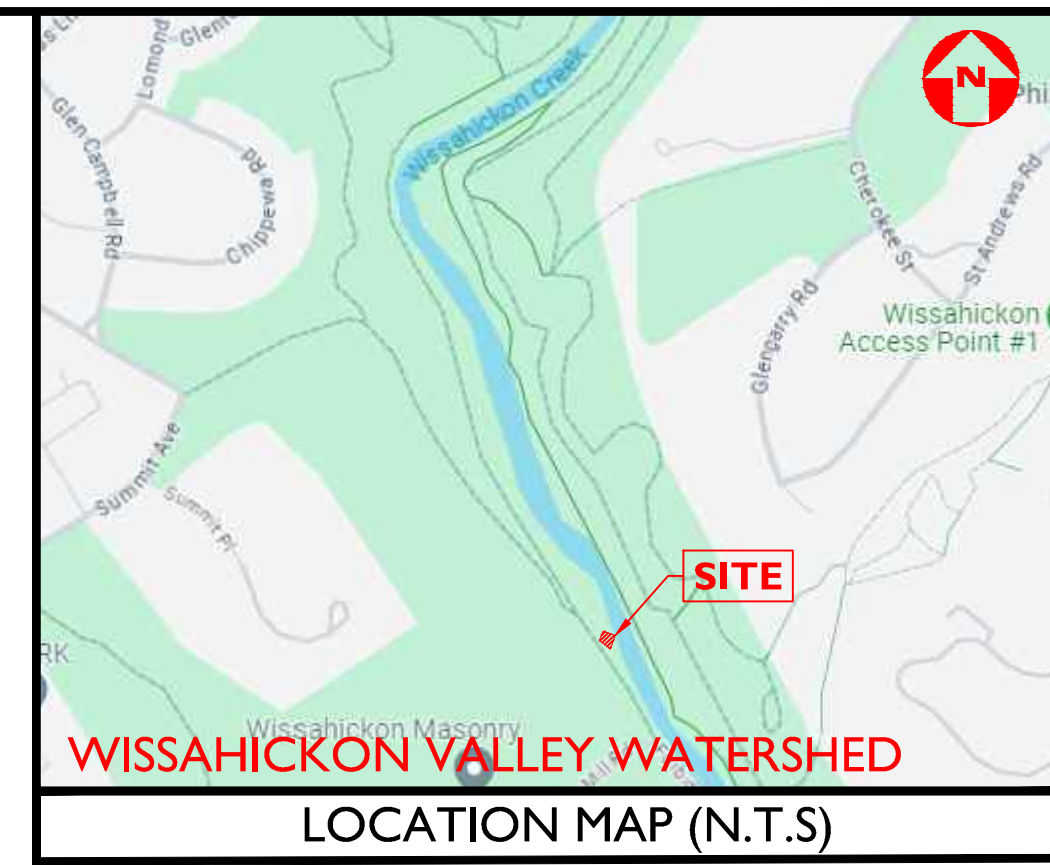 Lomond
Wissahickon Creek
N
Glen Campbell Rd
Chippewa Rd
Cherokee St
St Andrews Rd
Glengarry Rd
Wissahickon
Access Point #1
Summit Ave
Summit Pl
SITE
RK
Wissahickon Masonry
WISSAHICKON VALLEY WATERSHED
LOCATION MAP (N.T.S)